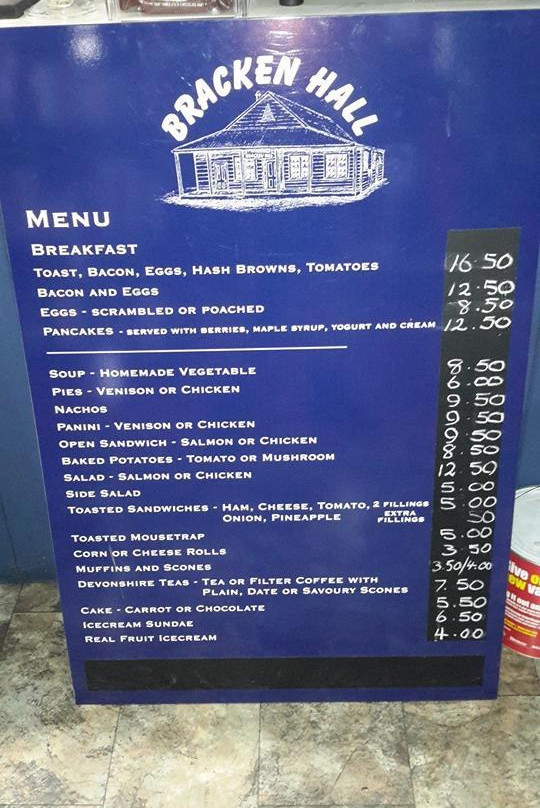 BRACKEN HALL
MENU
BREAKFAST
TOAST, BACON, EGGS, HASH BROWNS, TOMATOES 16.50
BACON AND EGGS 12.50
EGGS - SCRAMBLED OR POACHED 8.50
PANCAKES - SERVED WITH BERRIES, MAPLE SYRUP, YOGURT AND CREAM 12.50
SOUP - HOMEMADE VEGETABLE 8.50
PIES - VENISON OR CHICKEN 6.00
NACHOS 9.50
PANINI - VENISON OR CHICKEN 9.50
OPEN SANDWICH - SALMON OR CHICKEN 9.50
BAKED POTATOES - TOMATO OR MUSHROOM 8.50
SALAD - SALMON OR CHICKEN 12.50
SIDE SALAD 5.00
TOASTED SANDWICHES - HAM, CHEESE, TOMATO, 2 FILLINGS 5.00
ONION, PINEAPPLE EXTRA FILLINGS 50
TOASTED MOUSETRAP 5.00
CORN OR CHEESE ROLLS 3.50
MUFFINS AND SCONES 3.50/4.00
DEVONSHIRE TEAS - TEA OR FILTER COFFEE WITH 7.50
PLAIN, DATE OR SAVOURY SCONES
CAKE - CARROT OR CHOCOLATE 5.50
ICECREAM SUNDAE 6.50
REAL FRUIT ICECREAM 4.00